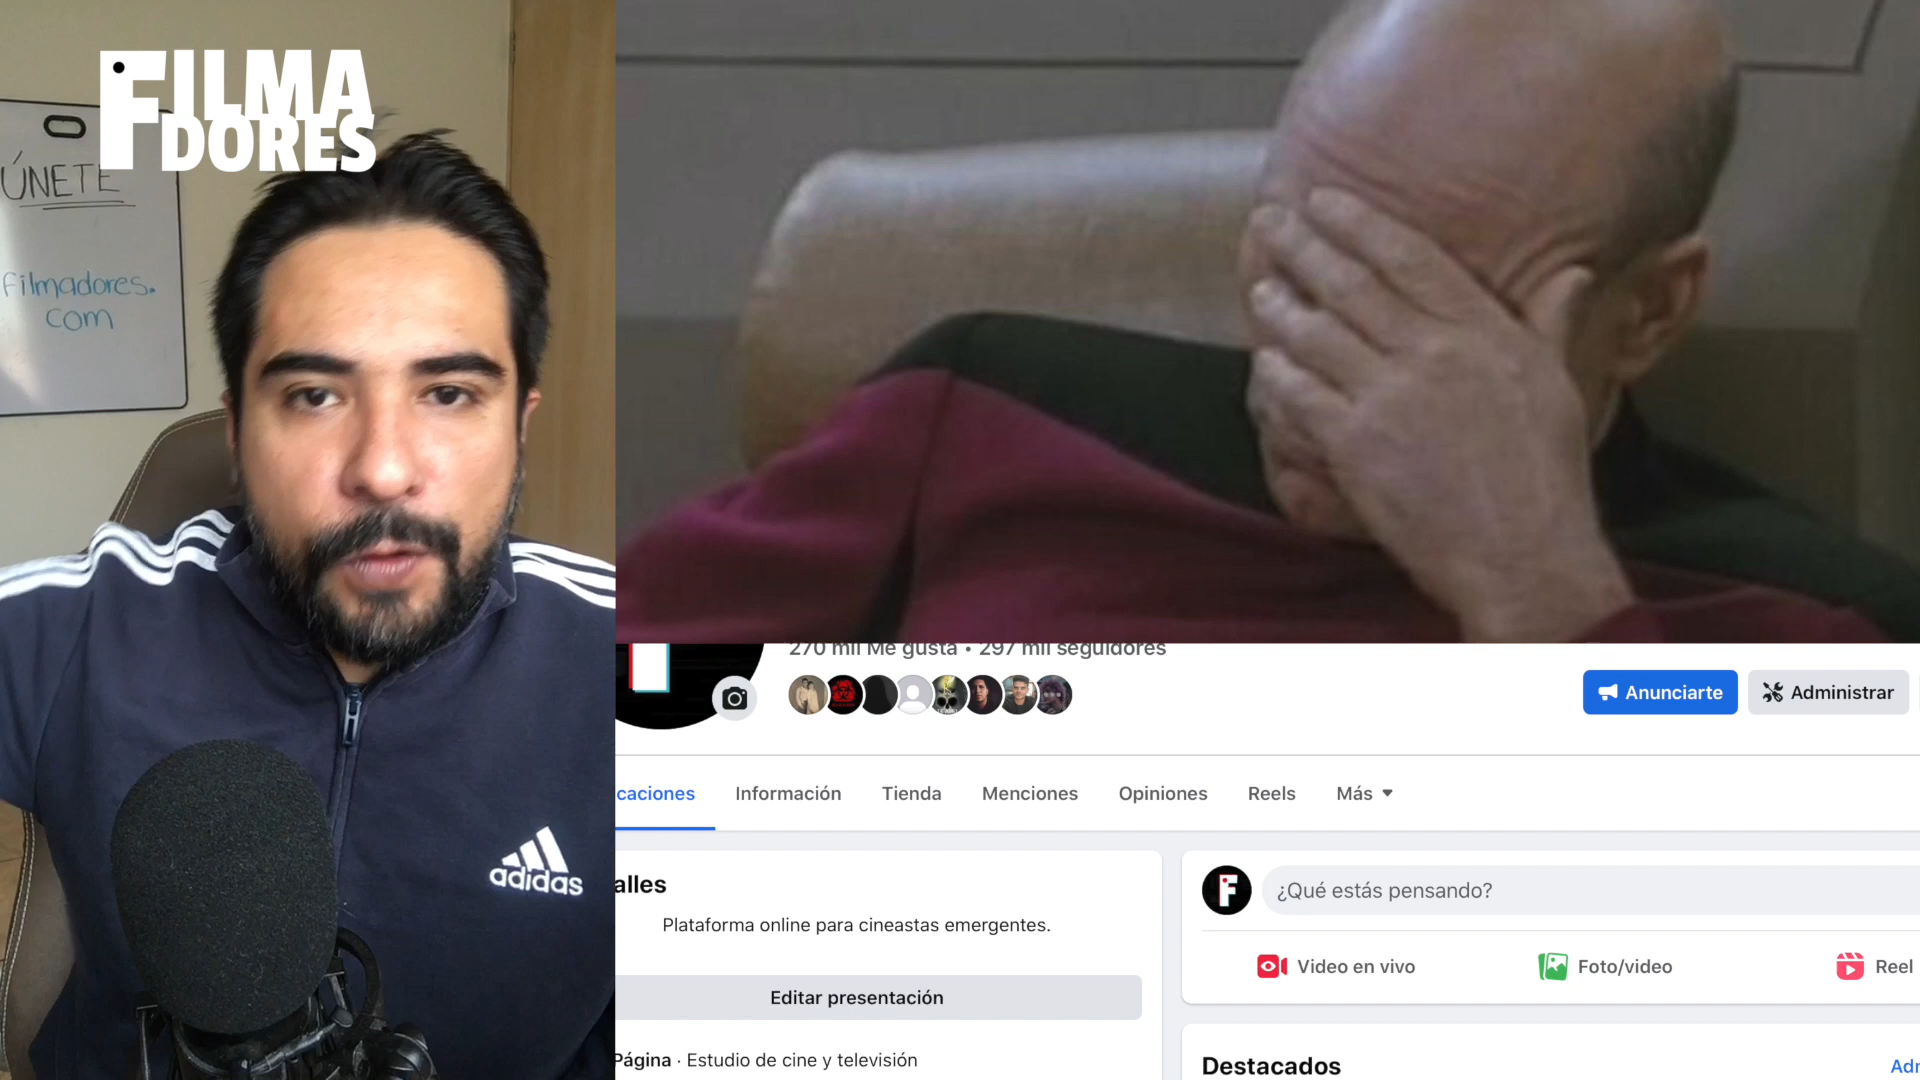 FILMA
DORES
ÚNETE
filmadores.
com
adidas
270 mil Me gusta • 297 mil seguidores
Anunciarte
Administrar
caciones
Información
Tienda
Menciones
Opiniones
Reels
Más
alles
Plataforma online para cineastas emergentes.
Editar presentación
Página · Estudio de cine y televisión
F
¿Qué estás pensando?
Video en vivo
Foto/video
Reel
Destacados
Adr